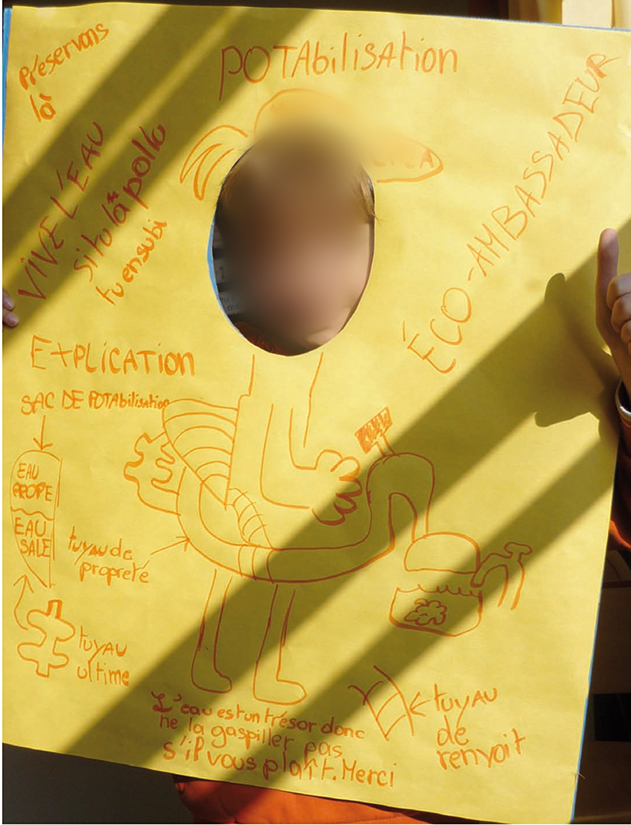 Préservons
là
POTAbilisATion
ÉCO-AMBASSADEUR
VIVE L'EAU
si tu là pollu
tu en subi
EXPLICATION
SAC DE POTAbilisATion
EAU
PROPE
EAU
SALE
tuyau de
propreté
tuyau
ultime
tuyau
de
renvoit
L'eau est un trésor donc
ne la gaspiller pas
s'il vous plaît. Merci